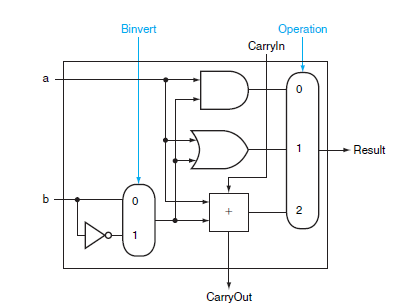 Binvert
Operation
CarryIn
a
0
1
Result
b
0
+
2
1
CarryOut